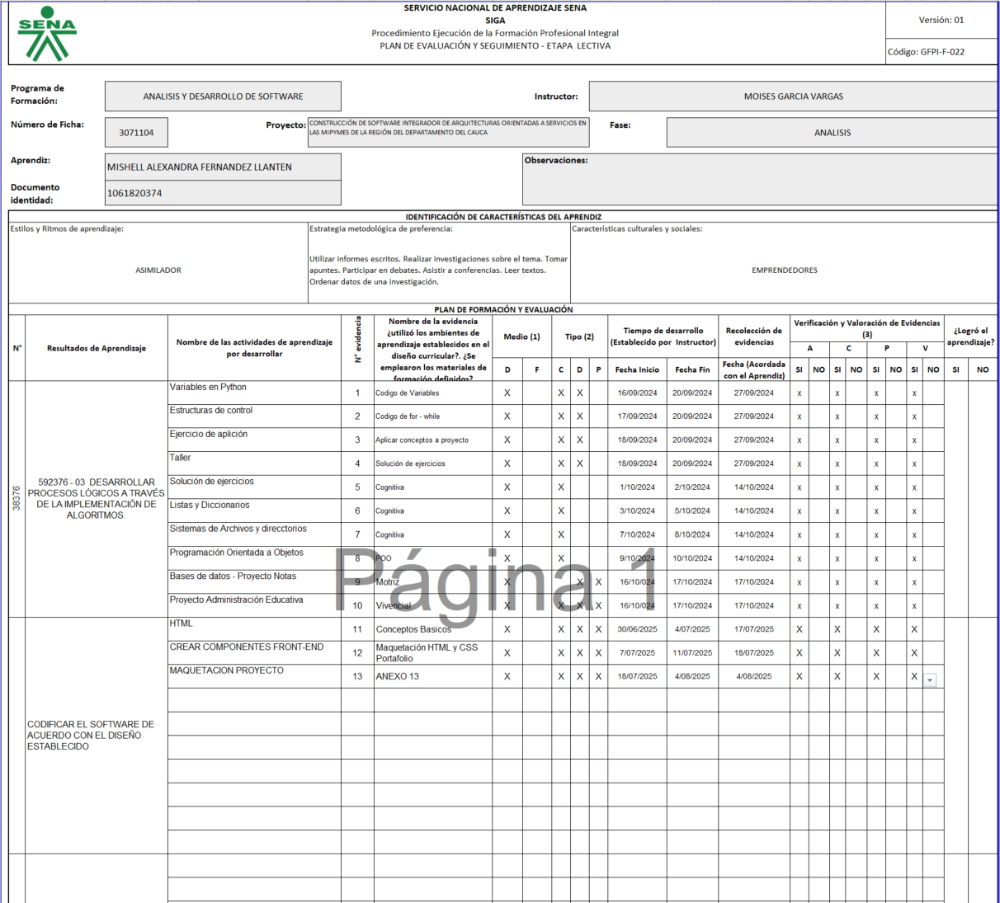 SERVICIO NACIONAL DE APRENDIZAJE SENA
SIGA
Procedimiento Ejecución de la Formación Profesional Integral
PLAN DE EVALUACIÓN Y SEGUIMIENTO - ETAPA LECTIVA
SENA
Versión: 01
Código: GFPI-F-022
Programa de Formación:
ANALISIS Y DESARROLLO DE SOFTWARE
Instructor:
MOISES GARCIA VARGAS
Número de Ficha:
3071104
Proyecto:
CONSTRUCCIÓN DE SOFTWARE INTEGRADOR DE ARQUITECTURAS ORIENTADAS A SERVICIOS EN
LAS MIPYMES DE LA REGIÓN DEL DEPARTAMENTO DEL CAUCA
Fase:
ANALISIS
Aprendiz:
MISHELL ALEXANDRA FERNANDEZ LLANTEN
Observaciones:
Documento identidad:
1061820374
IDENTIFICACIÓN DE CARACTERÍSTICAS DEL APRENDIZ
Estilos y Ritmos de aprendizaje:
ASIMILADOR
Estrategia metodológica de preferencia:
Utilizar informes escritos. Realizar investigaciones sobre el tema. Tomar
apuntes. Participar en debates. Asistir a conferencias. Leer textos.
Ordenar datos de una investigación.
Características culturales y sociales:
EMPRENDEDORES
PLAN DE FORMACIÓN Y EVALUACIÓN
N°
Resultados de Aprendizaje
Nombre de las actividades de aprendizaje
por desarrollar
N° evidencia
Nombre de la evidencia
¿utilizó los ambientes de
aprendizaje establecidos en el
diseño curricular?. ¿Se
emplearon los materiales de
formación definidos?
Medio (1)
Tipo (2)
Tiempo de desarrollo
(Establecido por Instructor)
Recolección de
evidencias
Verificación y Valoración de Evidencias
(3)
¿Logró el
aprendizaje?
A C P V
D F C D P Fecha Inicio Fecha Fin Fecha (Acordada
con el Aprendiz) SI NO SI NO SI NO SI NO SI NO
38376
592376 - 03 DESARROLLAR
PROCESOS LÓGICOS A TRAVÉS
DE LA IMPLEMENTACIÓN DE
ALGORITMOS.
Variables en Python 1 Codigo de Variables X X X 16/09/2024 20/09/2024 27/09/2024 x x x x
Estructuras de control 2 Codigo de for - while X X X 17/09/2024 20/09/2024 27/09/2024 x x x x
Ejercicio de aplición 3 Aplicar conceptos a proyecto X X X 18/09/2024 20/09/2024 27/09/2024 x x x x
Taller 4 Solución de ejercicios X X X 18/09/2024 20/09/2024 27/09/2024 x x x x
Solución de ejercicios 5 Cognitiva X X 1/10/2024 2/10/2024 14/10/2024 x x x x
Listas y Diccionarios 6 Cognitiva X X 3/10/2024 5/10/2024 14/10/2024 x x x x
Sistemas de Archivos y direcctorios 7 Cognitiva X X 7/10/2024 8/10/2024 14/10/2024 x x x x
Programación Orientada a Objetos 8 POO X X 9/10/2024 10/10/2024 14/10/2024 x x x x
Bases de datos - Proyecto Notas 9 Motriz X X X 16/10/024 17/10/2024 17/10/2024 x x x x
Proyecto Administración Educativa 10 Vivencial X X X X 16/10/024 17/10/2024 17/10/2024 x x x x
Página 1
CODIFICAR EL SOFTWARE DE
ACUERDO CON EL DISEÑO
ESTABLECIDO
HTML 11 Conceptos Basicos X X X X 30/06/2025 4/07/2025 17/07/2025 X X X X
CREAR COMPONENTES FRONT-END 12 Maquetación HTML y CSS
Portafolio X X X X 7/07/2025 11/07/2025 18/07/2025 X X X X
MAQUETACION PROYECTO 13 ANEXO 13 X X X X 18/07/2025 4/08/2025 4/08/2025 X X X X